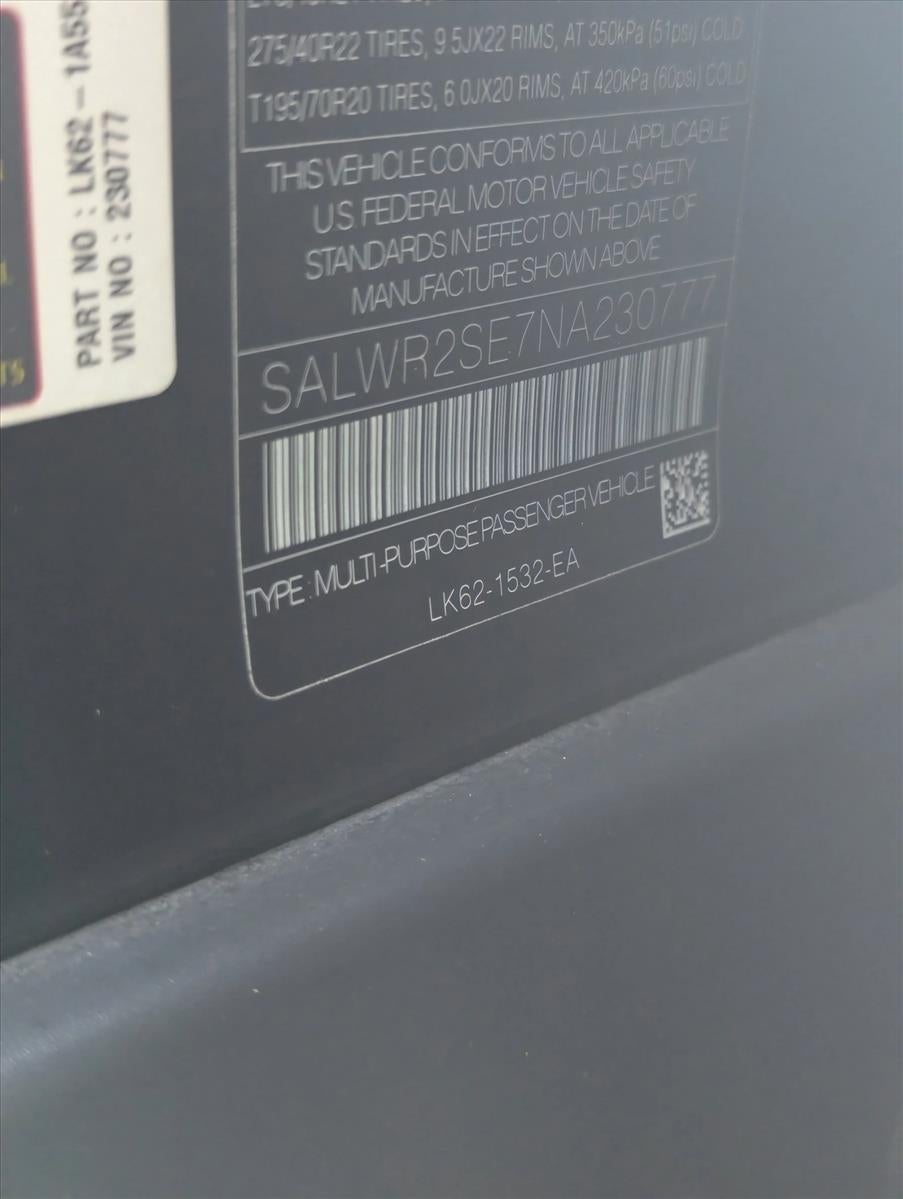 275/40R22 TIRES, 9.5JX22 RIMS, AT 350kPa (51psi) COLD
T195/70R20 TIRES, 6.0JX20 RIMS, AT 420kPa (60psi) COLD
THIS VEHICLE CONFORMS TO ALL APPLICABLE
U.S. FEDERAL MOTOR VEHICLE SAFETY
STANDARDS IN EFFECT ON THE DATE OF
MANUFACTURE SHOWN ABOVE
SALWR2SE7NA230777
TYPE: MULTI-PURPOSE PASSENGER VEHICLE
LK62-1532-EA
PART NO : LK62-1A55
VIN NO : 230777